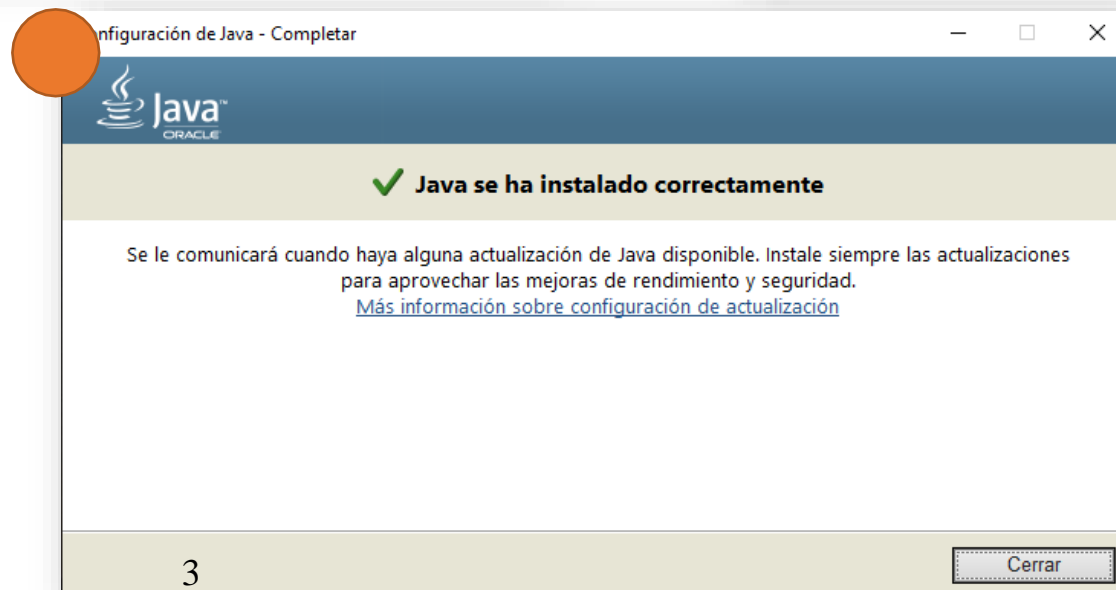 onfiguración de Java - Completar
Java™
ORACLE
Java se ha instalado correctamente
Se le comunicará cuando haya alguna actualización de Java disponible. Instale siempre las actualizaciones
para aprovechar las mejoras de rendimiento y seguridad.
Más información sobre configuración de actualización
3
Cerrar